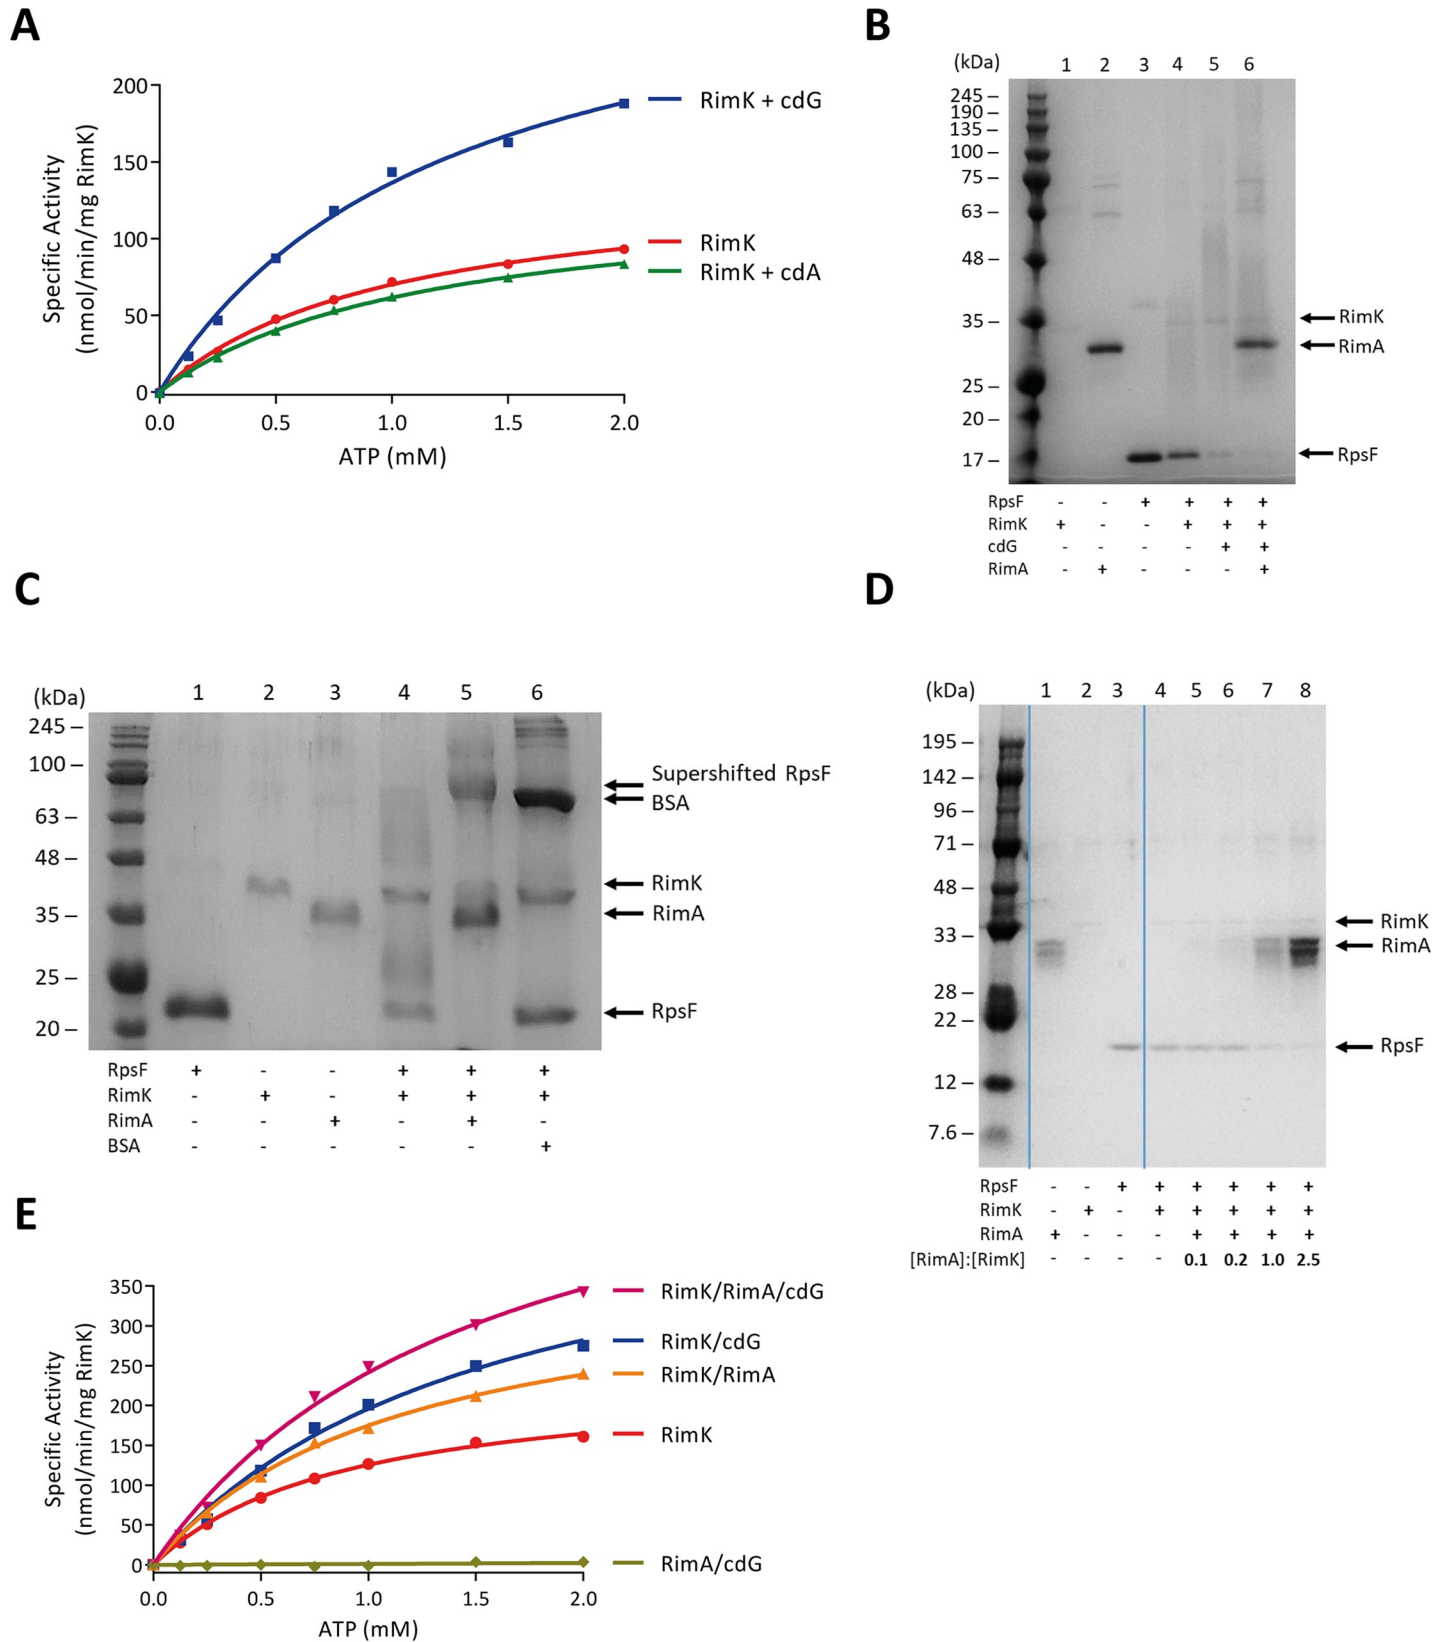 A
Specific Activity
(nmol/min/mg RimK)
200
150
100
50
0
0.0 0.5 1.0 1.5 2.0
ATP (mM)
RimK + cdG
RimK
RimK + cdA
B
(kDa) 1 2 3 4 5 6
245 –
190 –
135 –
100 –
75 –
63 –
48 –
35 –
25 –
20 –
17 –
RimK
RimA
RpsF
RpsF - - + + + +
RimK + - - + + +
cdG - - - - + +
RimA - + - - - +
C
(kDa) 1 2 3 4 5 6
245 –
100 –
63 –
48 –
35 –
25 –
20 –
Supershifted RpsF
BSA
RimK
RimA
RpsF
RpsF + - - + + +
RimK - + - + + +
RimA - - + - + -
BSA - - - - - +
D
(kDa) 1 2 3 4 5 6 7 8
195 –
142 –
96 –
71 –
48 –
33 –
28 –
22 –
12 –
7.6 –
RimK
RimA
RpsF
RpsF - - + + + + + +
RimK - + - + + + + +
RimA + - - - + + + +
[RimA]:[RimK] - - - - 0.1 0.2 1.0 2.5
E
Specific Activity
(nmol/min/mg RimK)
350
300
250
200
150
100
50
0
0.0 0.5 1.0 1.5 2.0
ATP (mM)
RimK/RimA/cdG
RimK/cdG
RimK/RimA
RimK
RimA/cdG